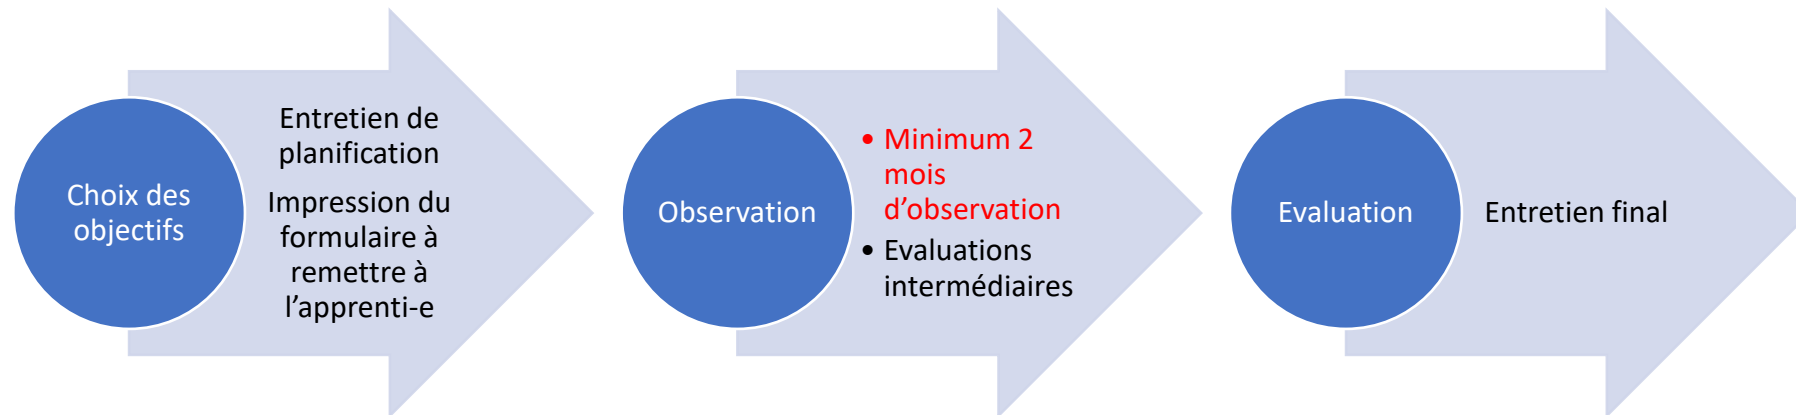 Choix des
objectifs
Entretien de
planification
Impression du
formulaire à
remettre à
l’apprenti-e
Observation
• Minimum 2
mois
d’observation
• Evaluations
intermédiaires
Evaluation
Entretien final